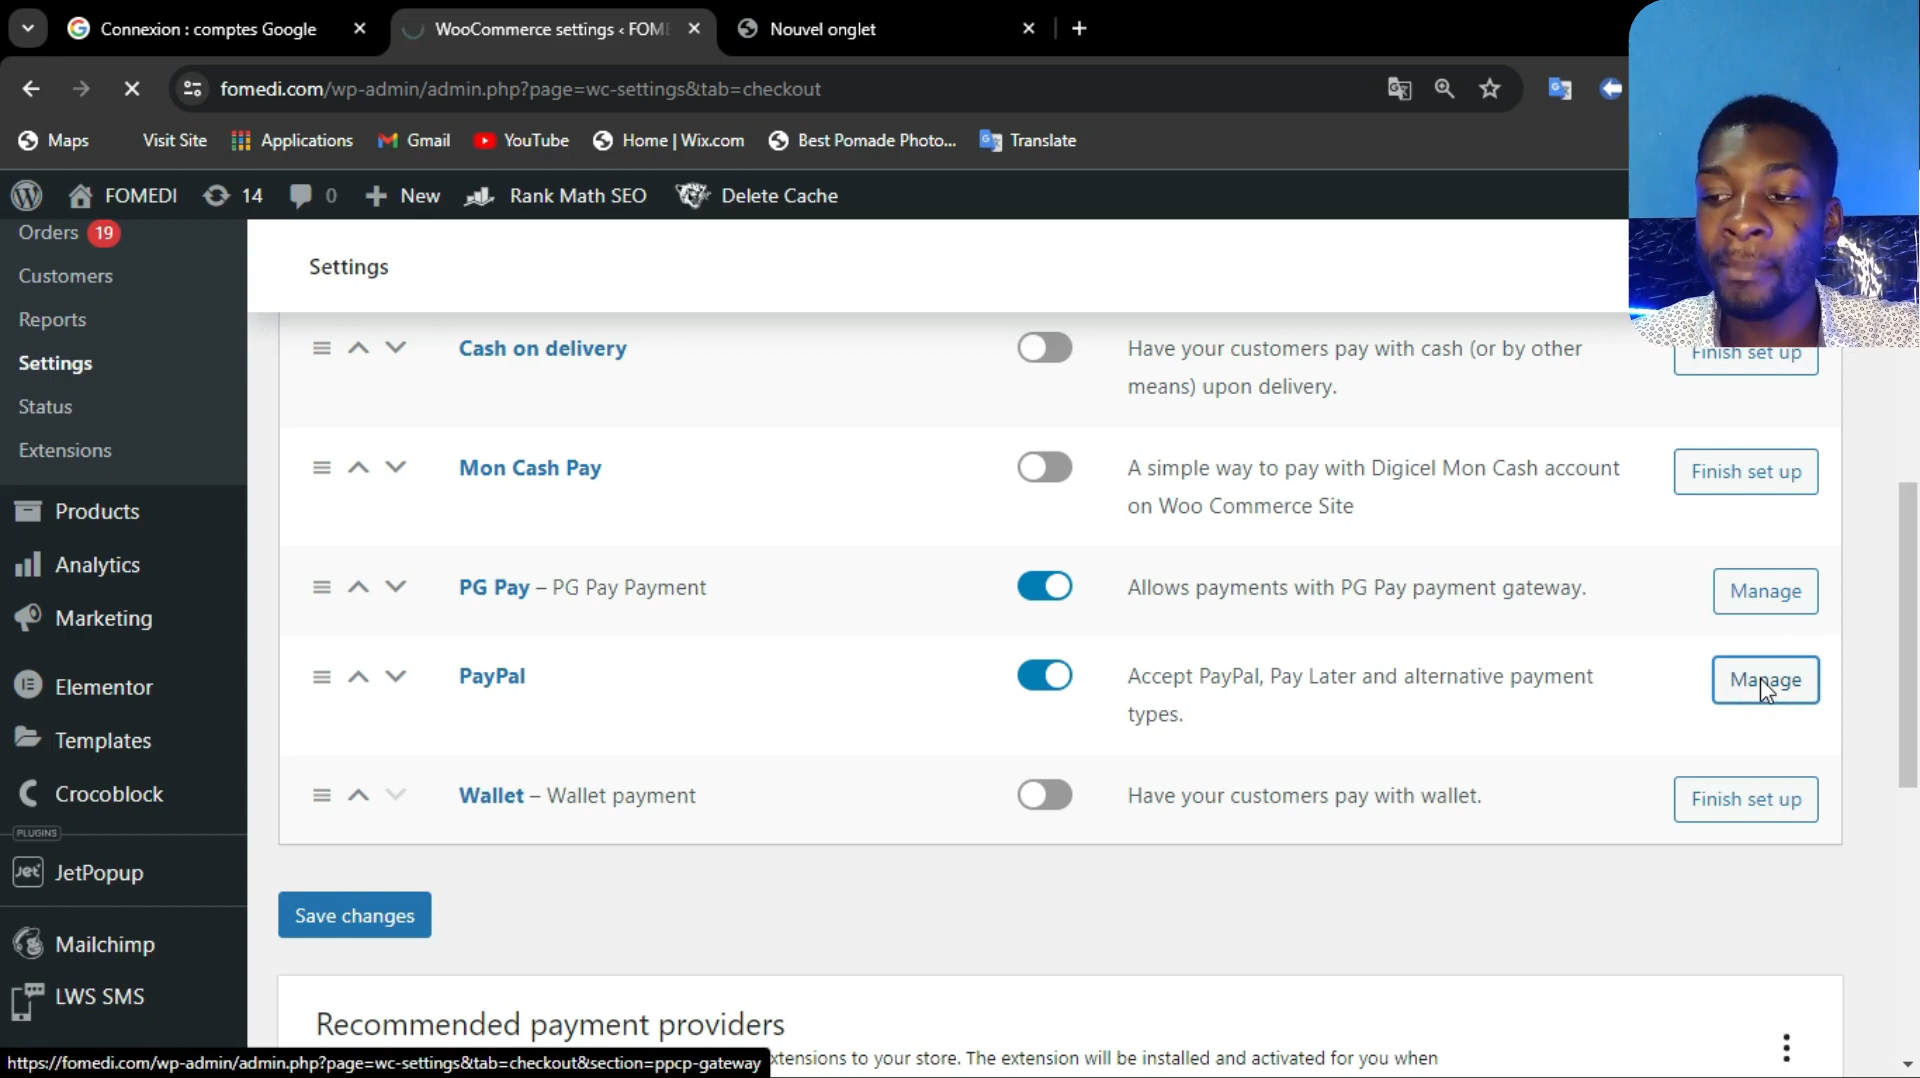 Connexion : comptes Google
WooCommerce settings ‹ FOM
Nouvel onglet
fomedi.com/wp-admin/admin.php?page=wc-settings&tab=checkout
Maps
Visit Site
Applications
Gmail
YouTube
Home | Wix.com
Best Pomade Photo...
Translate
FOMEDI
14
0
New
Rank Math SEO
Delete Cache
Orders 19
Customers
Reports
Settings
Status
Extensions
Products
Analytics
Marketing
Elementor
Templates
Crocoblock
PLUGINS
JetPopup
Mailchimp
LWS SMS
Settings
Cash on delivery
Have your customers pay with cash (or by other
means) upon delivery.
Finish set up
Mon Cash Pay
A simple way to pay with Digicel Mon Cash account
on Woo Commerce Site
Finish set up
PG Pay – PG Pay Payment
Allows payments with PG Pay payment gateway.
Manage
PayPal
Accept PayPal, Pay Later and alternative payment
types.
Manage
Wallet – Wallet payment
Have your customers pay with wallet.
Finish set up
Save changes
Recommended payment providers
xtensions to your store. The extension will be installed and activated for you when
https://fomedi.com/wp-admin/admin.php?page=wc-settings&tab=checkout&section=ppcp-gateway